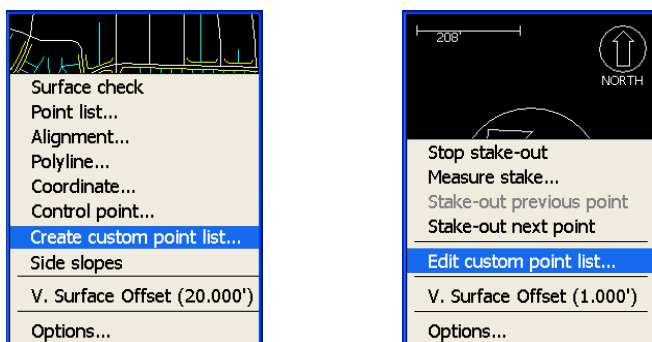 Surface check
Point list...
Alignment...
Polyline...
Coordinate...
Control point...
Create custom point list...
Side slopes
V. Surface Offset (20.000')
Options...
208'
NORTH
Stop stake-out
Measure stake...
Stake-out previous point
Stake-out next point
Edit custom point list...
V. Surface Offset (1.000')
Options...